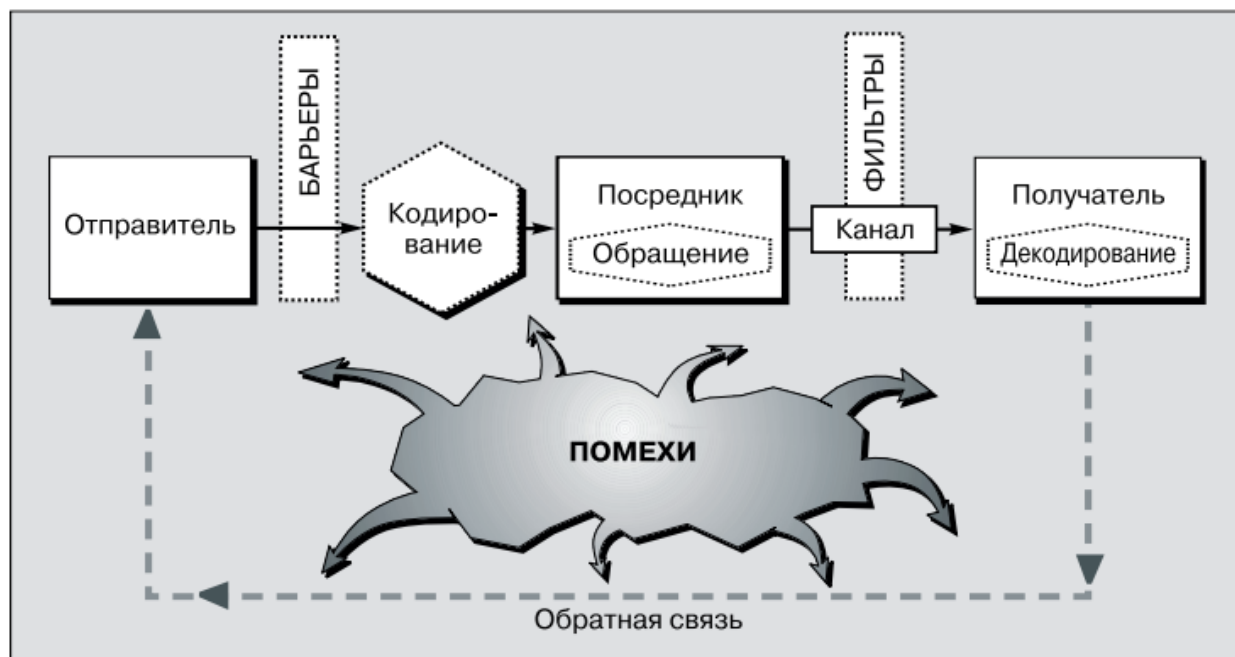 БАРЬЕРЫ
ФИЛЬТРЫ
Отправитель
Кодиро-
вание
Посредник
Обращение
Канал
Получатель
Декодирование
ПОМЕХИ
Обратная связь